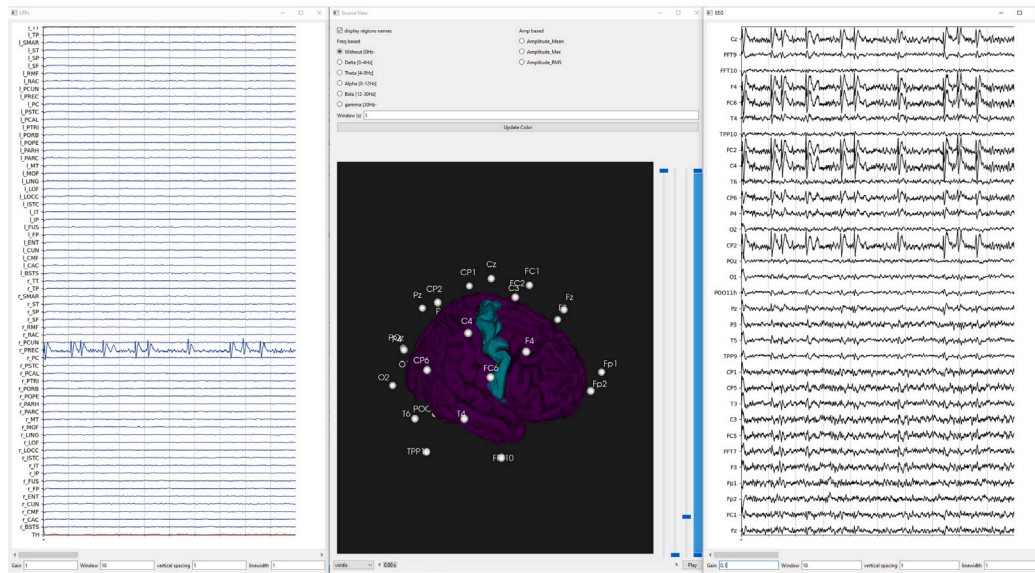 LFPs
l_TT
l_TP
l_SMAR
l_ST
l_SP
l_SF
l_RMF
l_RAC
l_PCUN
l_PREC
l_PC
l_PSTC
l_PCAL
l_PTRI
l_PORB
l_POPE
l_PARH
l_PARC
l_MT
l_MOF
l_LING
l_LOF
l_LOCC
l_ISTC
l_IT
l_IP
l_FUS
l_FP
l_ENT
l_CUN
l_CMF
l_CAC
l_BSTS
r_TT
r_TP
r_SMAR
r_ST
r_SP
r_SF
r_RMF
r_RAC
r_PCUN
r_PREC
r_PC
r_PSTC
r_PCAL
r_PTRI
r_PORB
r_POPE
r_PARH
r_PARC
r_MT
r_MOF
r_LING
r_LOF
r_LOCC
r_ISTC
r_IT
r_IP
r_FUS
r_FP
r_ENT
r_CUN
r_CMF
r_CAC
r_BSTS
TH
Gain 1 Window 10 vertical spacing 1 linewidth 1
Source View
display régions names
Freq based Amp based
Without [0Hz- Amplitude_Mean
Delta [0-4Hz[ Amplitude_Max
Theta [4-8Hz[ Amplitude_RMS
Alpha [8-12Hz[
Beta [12-30Hz[
gamma [30Hz-
Window (s) 1
Update Color
Cz
CP1 FC1
CP2 FC2
C3
Pz Fz
C4
F4
CP6
FC6
Fp1
O2 Fp2
T6 T4
viridis < 0.00 s > Play
EEG
Cz
FFT9
FFT10
F4
FC6
T4
TPP10
FC2
C4
T6
CP6
P4
O2
CP2
POz
O1
POO11h
Pz
P3
T5
TPP9
CP1
CP5
T3
C3
FC5
FFT7
F3
Fp1
Fp2
FC1
Fz
Gain 0.1 Window 10 vertical spacing 1 linewidth 1